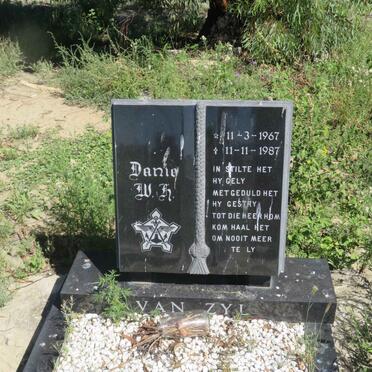 Danie
W.H
* 11-3-1967
† 11-11-1987
IN STILTE HET
HY GELY
MET GEDULD HET
HY GESTRY
TOT DIE HEER HOM
KOM HAAL HET
OM NOOIT MEER
TE LY
VAN ZYL